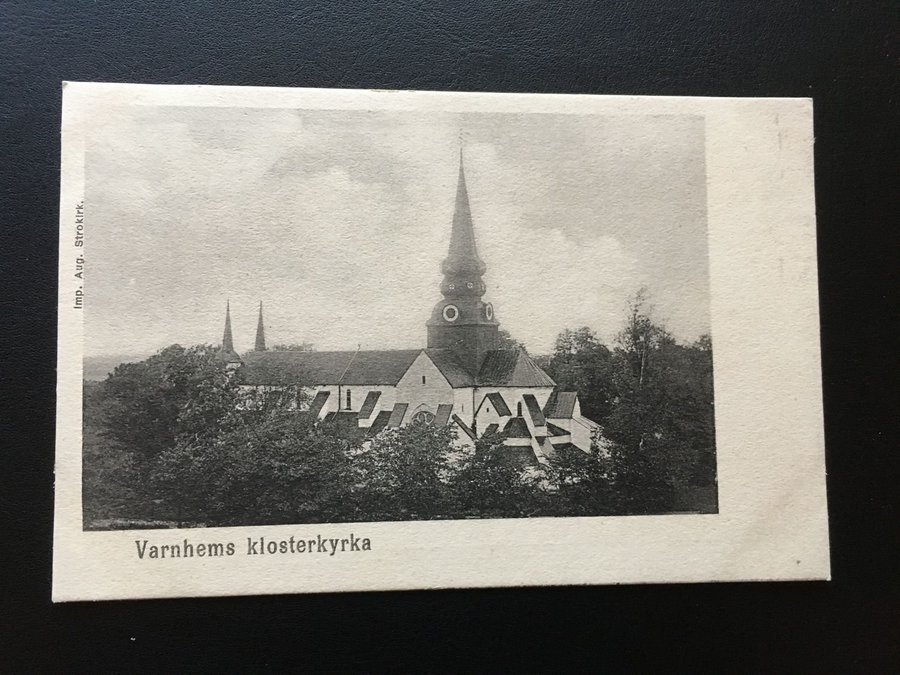 Imp. Aug. Strokirk.
Varnhems klosterkyrka